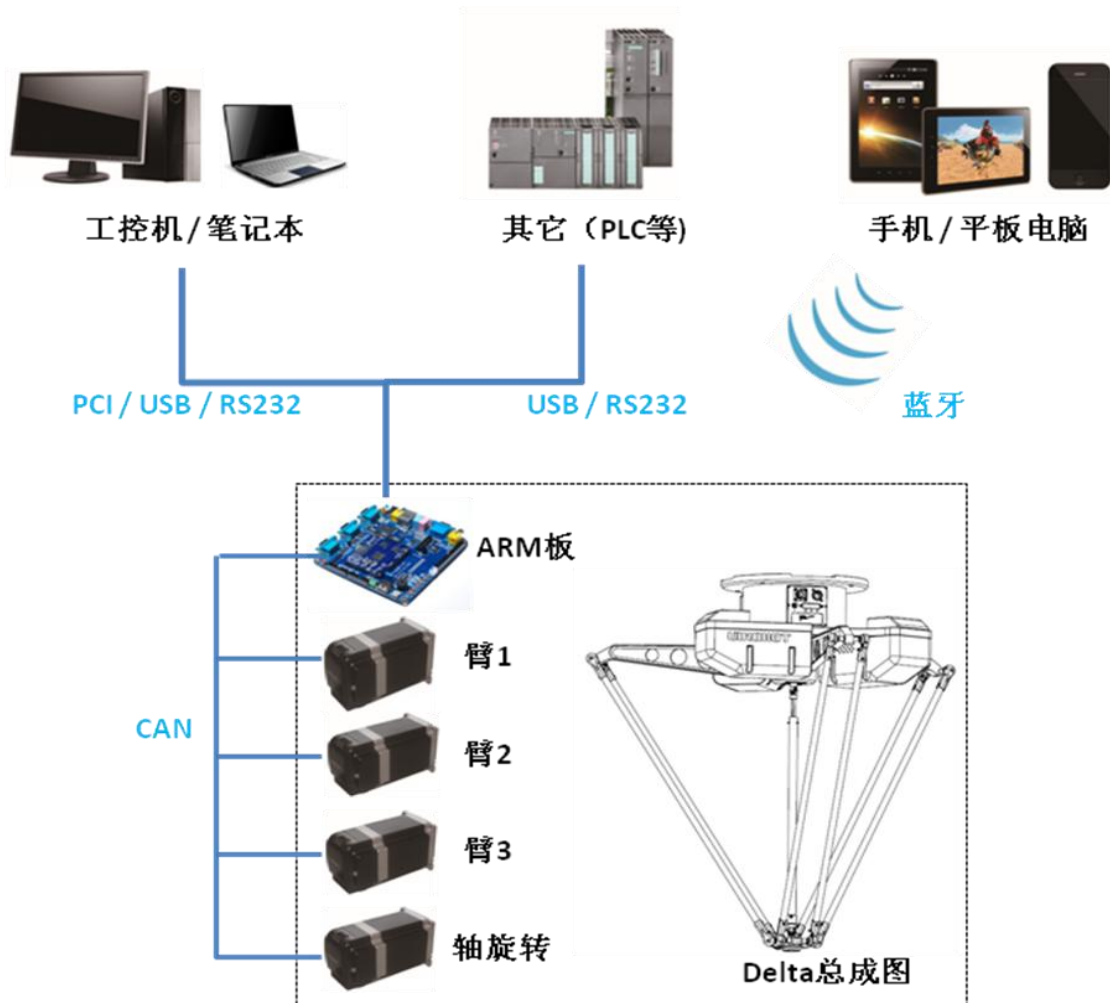 工控机 / 笔记本
其它（PLC等)
手机 / 平板电脑
PCI / USB / RS232
USB / RS232
蓝牙
ARM板
臂1
CAN
臂2
臂3
轴旋转
UIROBOT
Delta总成图